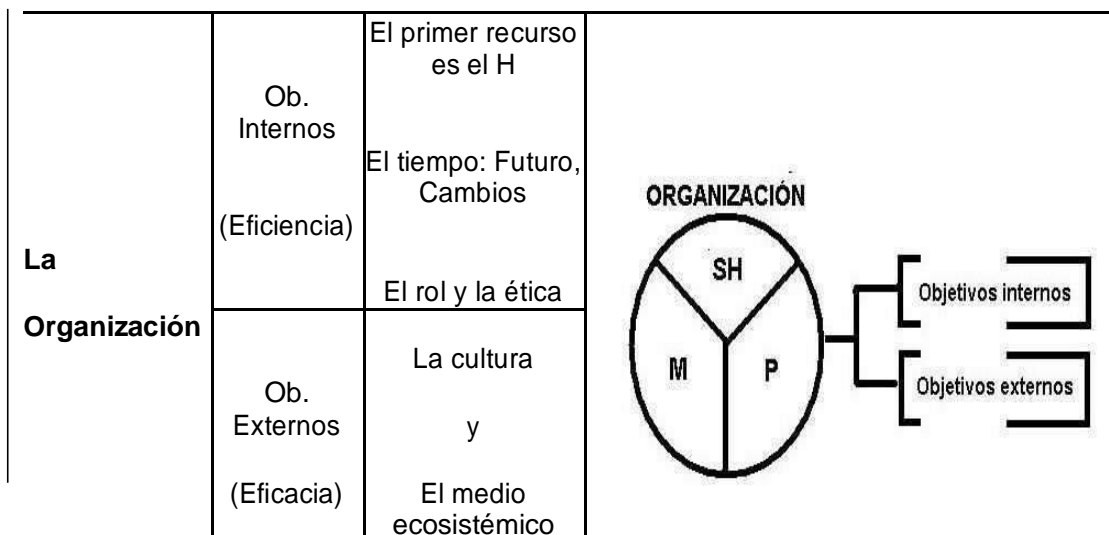 La
Organización
Ob.
Internos
(Eficiencia)
El primer recurso
es el H
El tiempo: Futuro,
Cambios
El rol y la ética
Ob.
Externos
(Eficacia)
La cultura
y
El medio
ecosistémico
ORGANIZACIÓN
SH
M
P
Objetivos internos
Objetivos externos